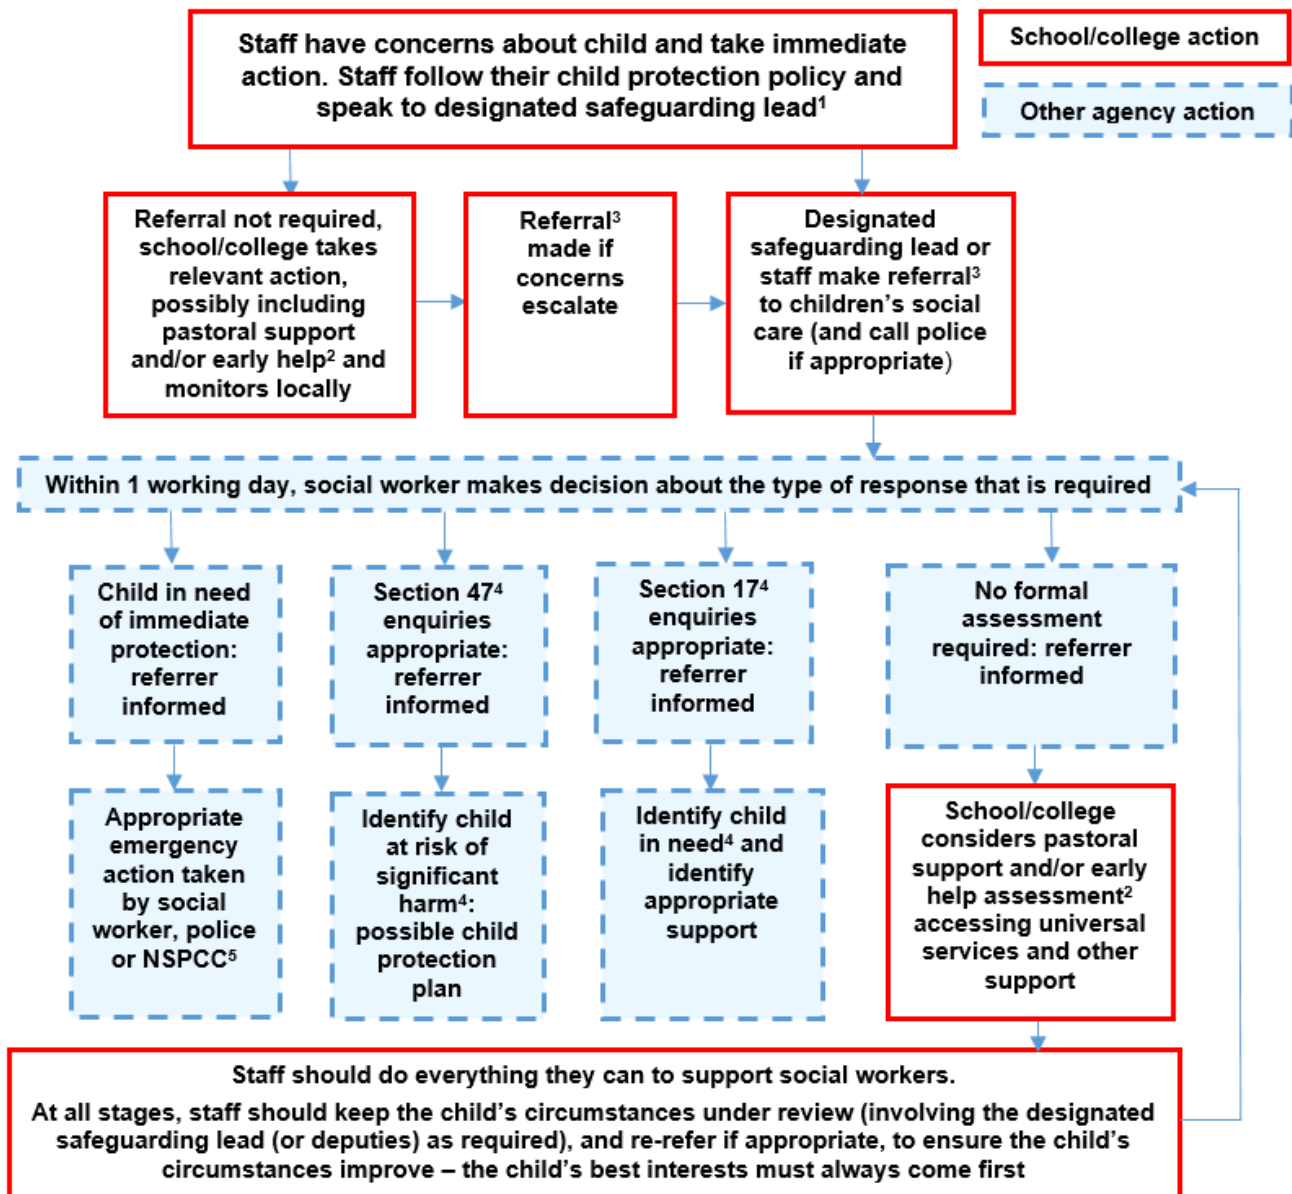 Staff have concerns about child and take immediate
action. Staff follow their child protection policy and
speak to designated safeguarding lead¹
School/college action
Other agency action
Referral not required,
school/college takes
relevant action,
possibly including
pastoral support
and/or early help² and
monitors locally
Referral³
made if
concerns
escalate
Designated
safeguarding lead or
staff make referral³
to children’s social
care (and call police
if appropriate)
Within 1 working day, social worker makes decision about the type of response that is required
Child in need
of immediate
protection:
referrer
informed
Section 47⁴
enquiries
appropriate:
referrer
informed
Section 17⁴
enquiries
appropriate:
referrer
informed
No formal
assessment
required: referrer
informed
Appropriate
emergency
action taken
by social
worker, police
or NSPCC⁵
Identify child
at risk of
significant
harm⁴:
possible child
protection
plan
Identify child
in need⁴ and
identify
appropriate
support
School/college
considers pastoral
support and/or early
help assessment²
accessing universal
services and other
support
Staff should do everything they can to support social workers.
At all stages, staff should keep the child’s circumstances under review (involving the designated
safeguarding lead (or deputies) as required), and re-refer if appropriate, to ensure the child’s
circumstances improve – the child’s best interests must always come first